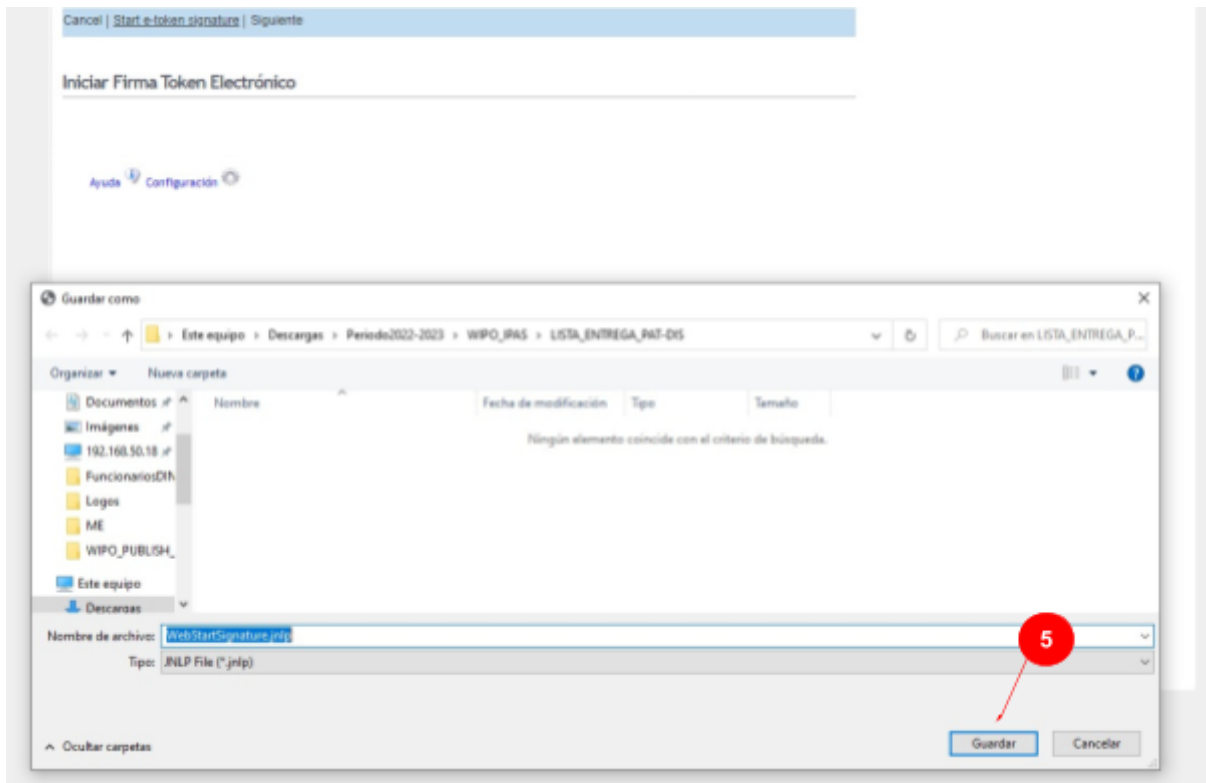 Cancel | Start e-token signature | Siguiente
Iniciar Firma Token Electrónico
Ayuda Configuración
Guardar como
Este equipo > Descargas > Periodo2022-2023 > WIPO_IPAS > LISTA_ENTREGA_PAT-DIS
Buscar en LISTA_ENTREGA_P...
Organizar Nueva carpeta
Nombre Fecha de modificación Tipo Tamaño
Ningún elemento coincide con el criterio de búsqueda.
Documentos
Imágenes
192.168.50.18
FuncionariosDIN
Logos
ME
WIPO_PUBLISH_
Este equipo
Descargas
Nombre de archivo: WebStartSignature.jnlp
Tipo: JNLP File (*.jnlp)
5
Ocultar carpetas
Guardar Cancelar